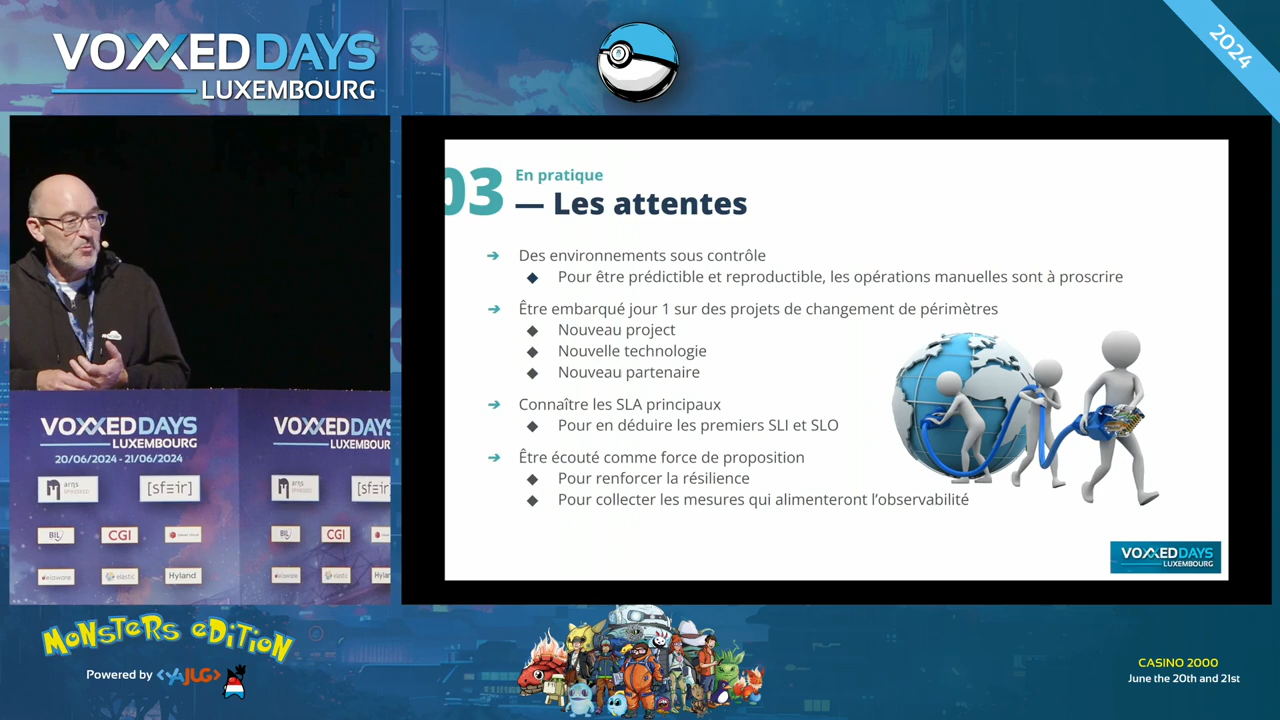 VOXXED DAYS
LUXEMBOURG
2024
03
En pratique
— Les attentes
➔ Des environnements sous contrôle
◆ Pour être prédictible et reproductible, les opérations manuelles sont à proscrire
➔ Être embarqué jour 1 sur des projets de changement de périmètres
◆ Nouveau project
◆ Nouvelle technologie
◆ Nouveau partenaire
➔ Connaître les SLA principaux
◆ Pour en déduire les premiers SLI et SLO
➔ Être écouté comme force de proposition
◆ Pour renforcer la résilience
◆ Pour collecter les mesures qui alimenteront l’observabilité
VOXXED DAYS
LUXEMBOURG
VOXXED DAYS
LUXEMBOURG
20/06/2024 - 21/06/2024
[sfeir]
BIL CGI
elastic Hyland
VOXXED DAYS
LUXEMBOURG
BIL CGI
elastic
MONSTERS EDITION
Powered by <YAJUG>
CASINO 2000
June the 20th and 21st